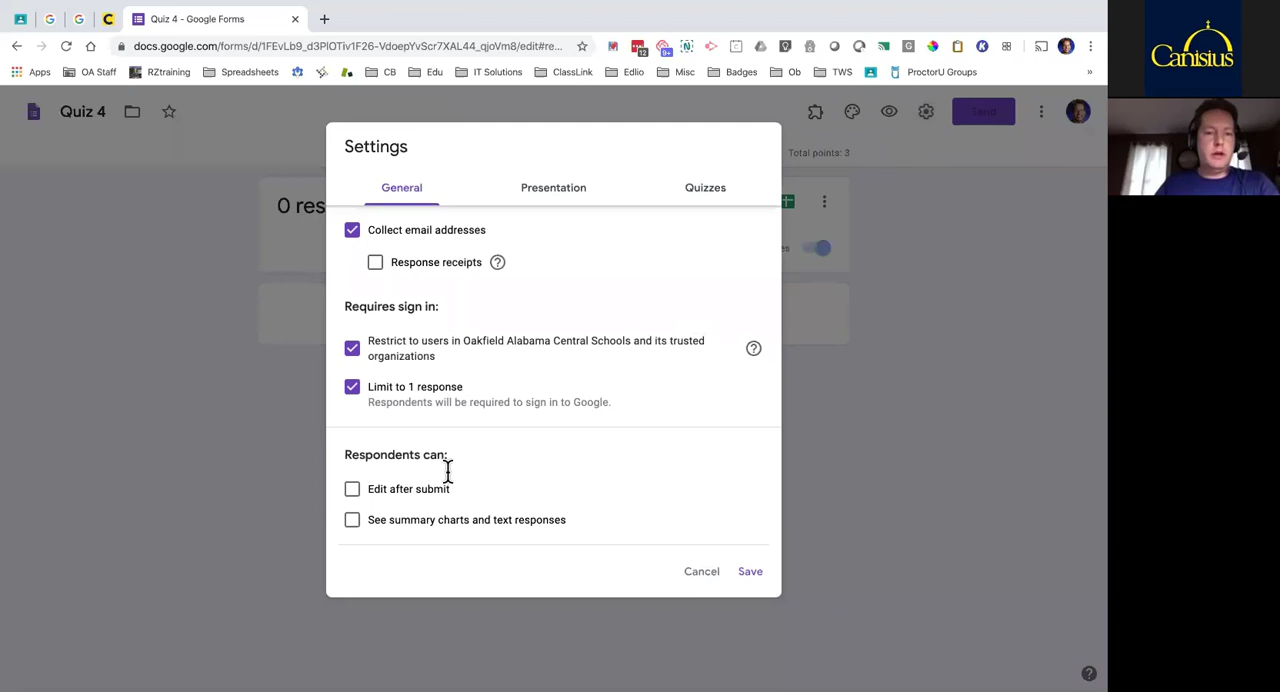 Quiz 4 - Google Forms
docs.google.com/forms/d/1FEvLb9_d3PlOTiv1F26-VdoepYvScr7XAL44_qjoVm8/edit#re...
12
9+
Apps
OA Staff
RZtraining
Spreadsheets
CB
Edu
IT Solutions
ClassLink
Edlio
Misc
Badges
Ob
TWS
ProctorU Groups
»
Canisius
Quiz 4
Send
Total points: 3
Settings
General
Presentation
Quizzes
0 res
Collect email addresses
Response receipts
Requires sign in:
Restrict to users in Oakfield Alabama Central Schools and its trusted
organizations
Limit to 1 response
Respondents will be required to sign in to Google.
Respondents can:
Edit after submit
See summary charts and text responses
Cancel
Save